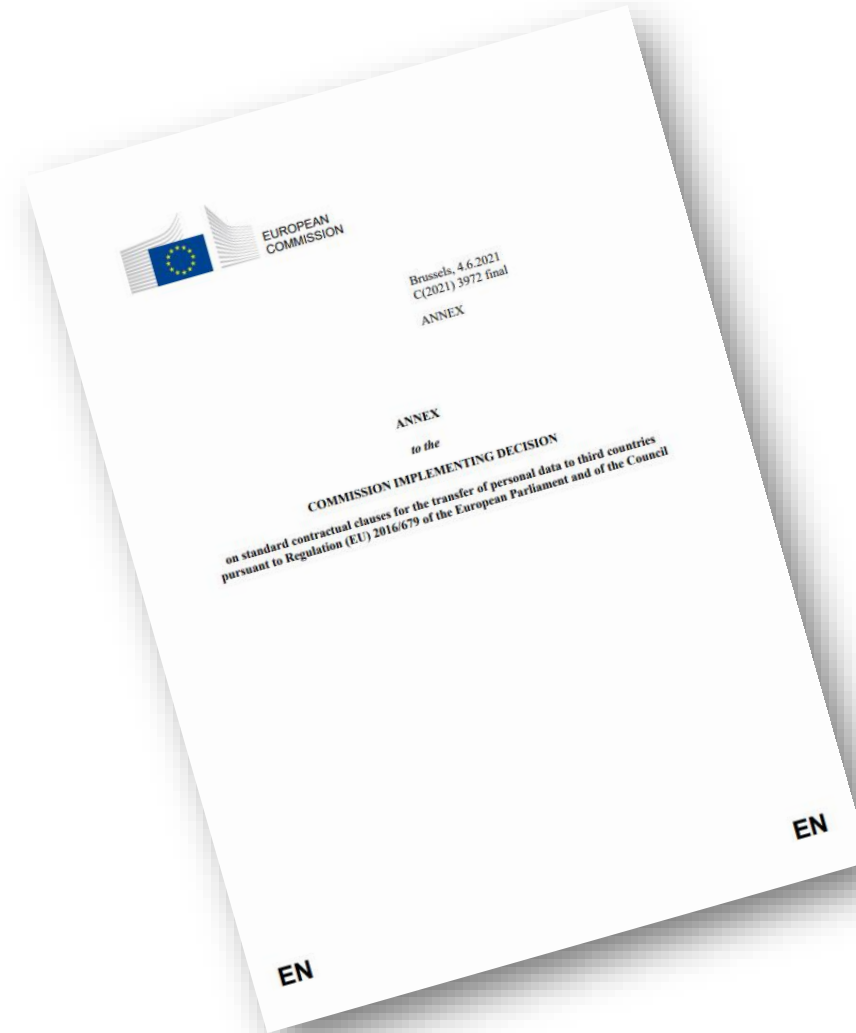 EUROPEAN
COMMISSION
Brussels, 4.6.2021
C(2021) 3972 final
ANNEX
ANNEX
to the
COMMISSION IMPLEMENTING DECISION
on standard contractual clauses for the transfer of personal data to third countries
pursuant to Regulation (EU) 2016/679 of the European Parliament and of the Council
EN
EN